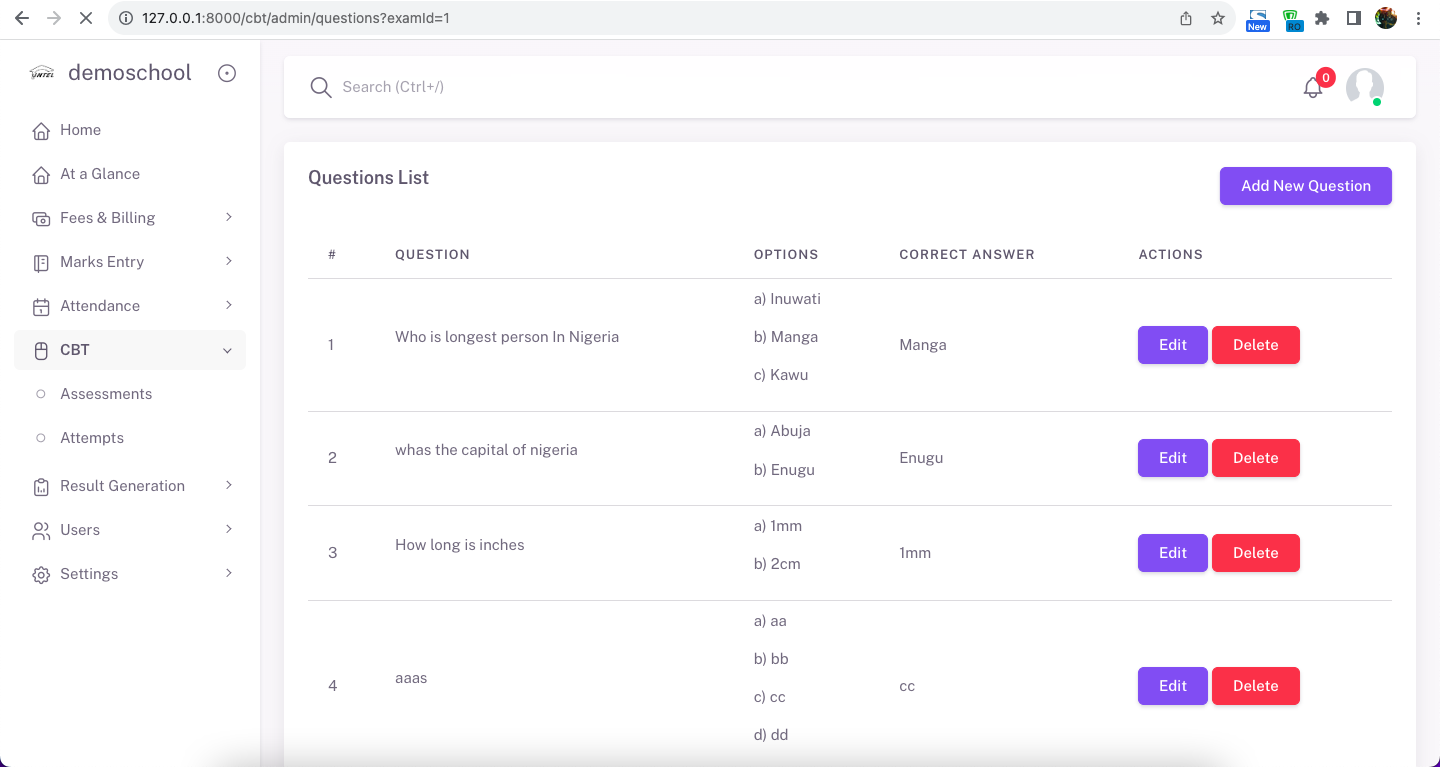 127.0.0.1:8000/cbt/admin/questions?examId=1
New
RO
demoschool
Search (Ctrl+/)
0
Home
At a Glance
Fees & Billing
Marks Entry
Attendance
CBT
Assessments
Attempts
Result Generation
Users
Settings
Questions List
Add New Question
# QUESTION OPTIONS CORRECT ANSWER ACTIONS
a) Inuwati
1 Who is longest person In Nigeria b) Manga Manga Edit Delete
c) Kawu
a) Abuja
2 whas the capital of nigeria Enugu Edit Delete
b) Enugu
a) 1mm
3 How long is inches 1mm Edit Delete
b) 2cm
a) aa
b) bb
4 aaas cc Edit Delete
c) cc
d) dd